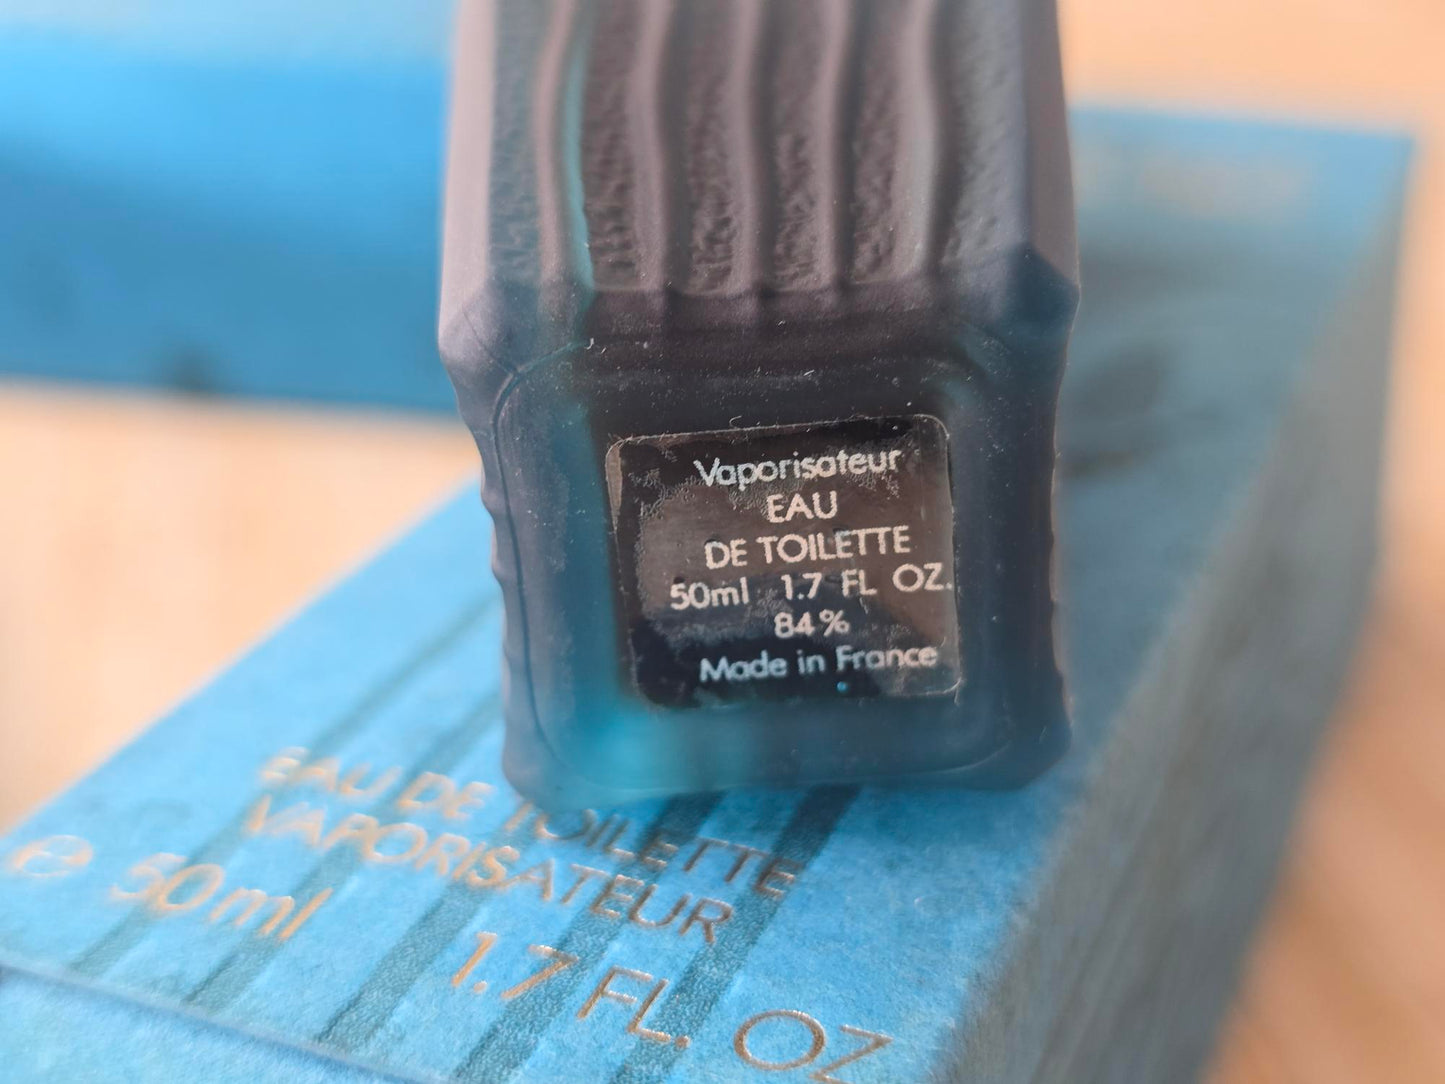 Vaporisateur
EAU
DE TOILETTE
50ml 1.7 FL OZ.
84%
Made in France
EAU DE TOILETTE
VAPORISATEUR
e 50 ml 1.7 FL. OZ